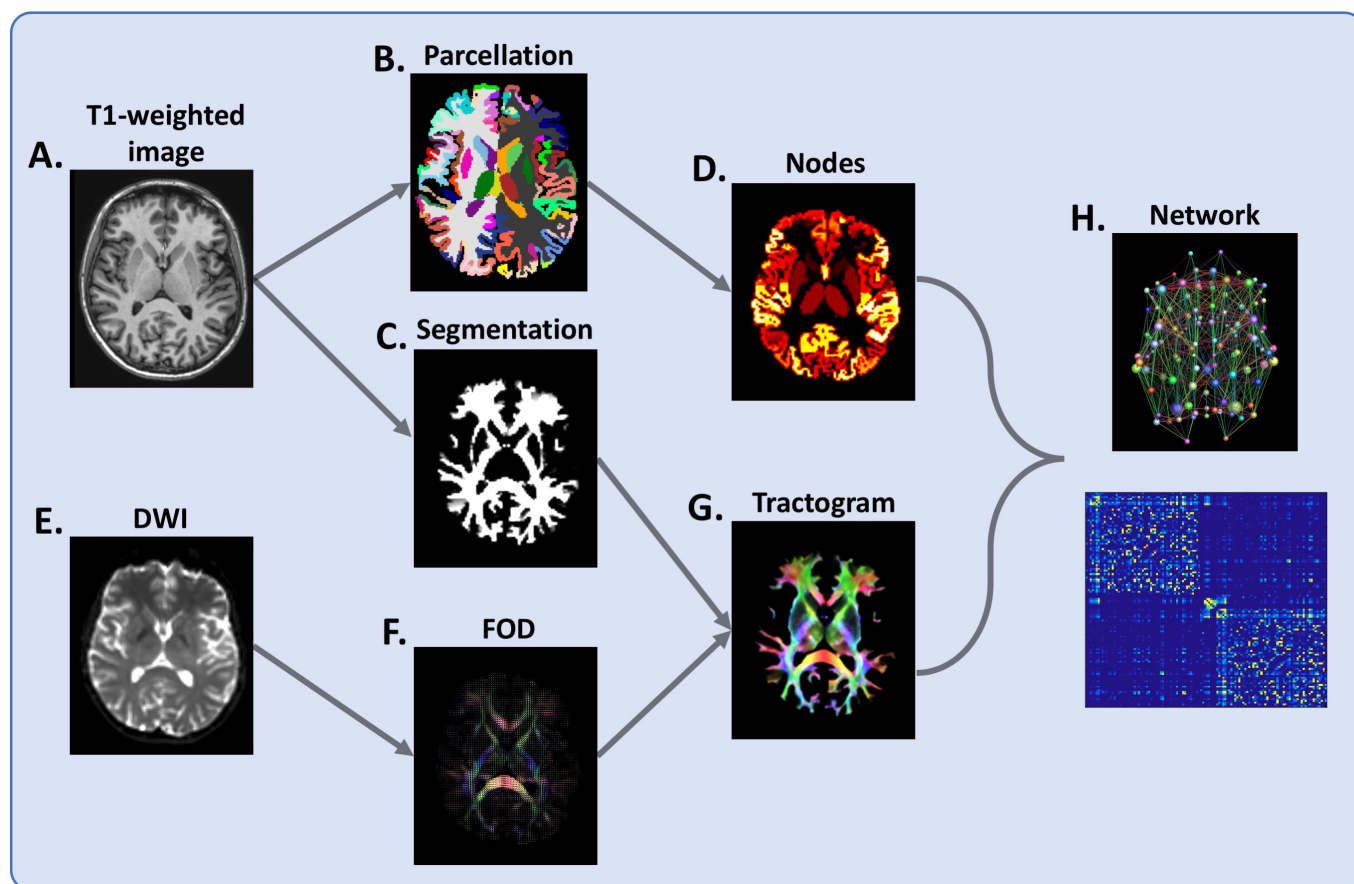 A.
T1-weighted
image
B.
Parcellation
C.
Segmentation
D.
Nodes
E.
DWI
F.
FOD
G.
Tractogram
H.
Network